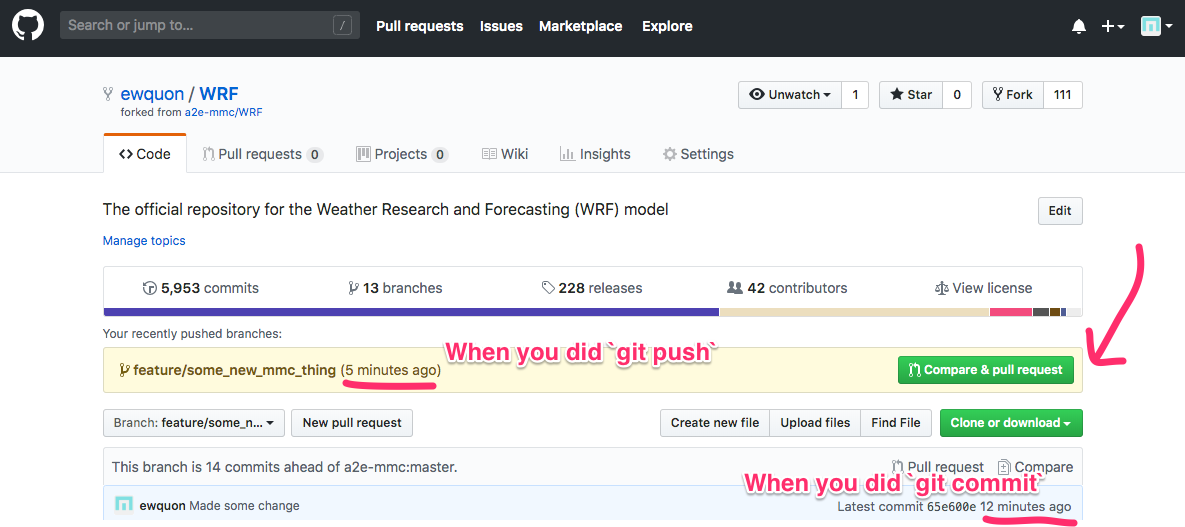 Search or jump to... /
Pull requests Issues Marketplace Explore
ewquon / WRF
forked from a2e-mmc/WRF
Unwatch 1 Star 0 Fork 111
Code Pull requests 0 Projects 0 Wiki Insights Settings
The official repository for the Weather Research and Forecasting (WRF) model
Edit
Manage topics
5,953 commits 13 branches 228 releases 42 contributors View license
Your recently pushed branches:
When you did `git push`
feature/some_new_mmc_thing (5 minutes ago)
Compare & pull request
Branch: feature/some_n... New pull request Create new file Upload files Find File Clone or download
This branch is 14 commits ahead of a2e-mmc:master.
Pull request Compare
When you did `git commit`
ewquon Made some change
Latest commit 65e600e 12 minutes ago